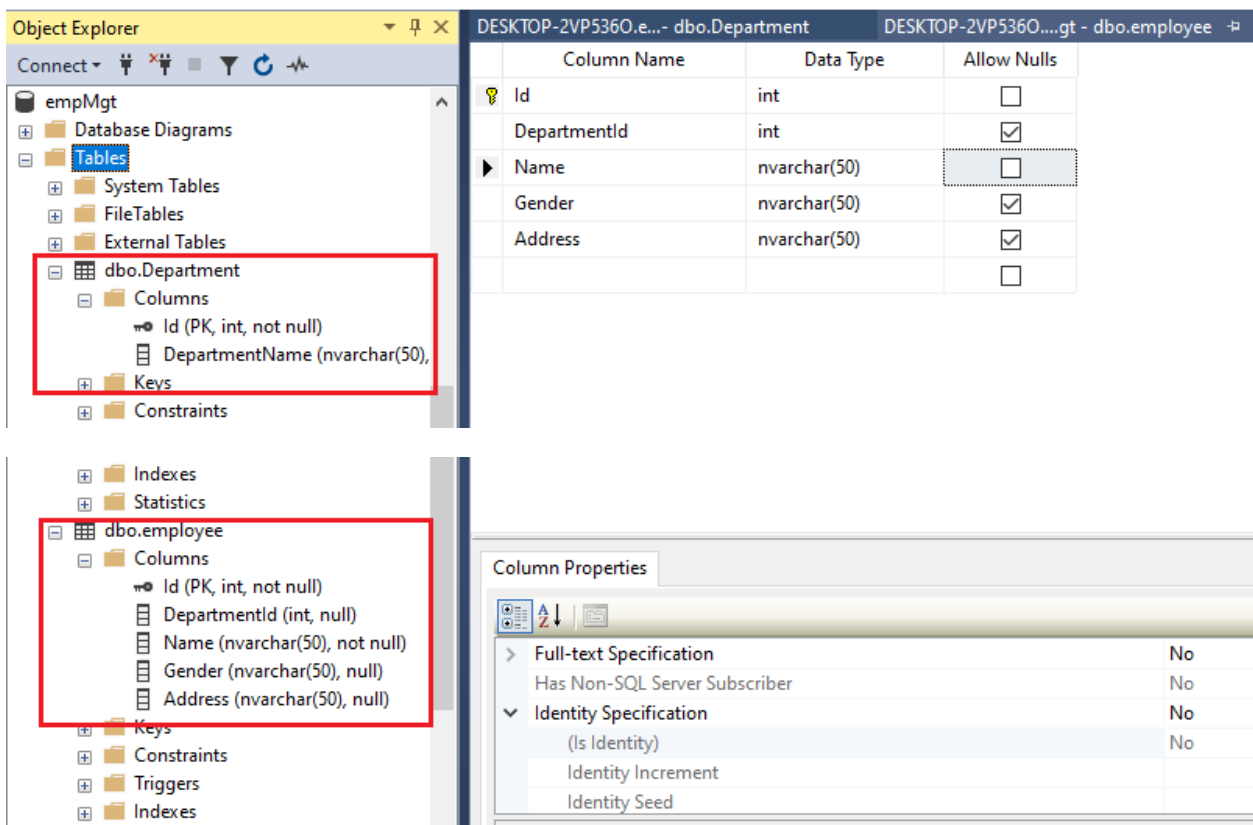 Object Explorer
Connect
empMgt
Database Diagrams
Tables
System Tables
FileTables
External Tables
dbo.Department
Columns
Id (PK, int, not null)
DepartmentName (nvarchar(50),
Keys
Constraints
DESKTOP-2VP536O.e...- dbo.Department DESKTOP-2VP536O....gt - dbo.employee
Column Name Data Type Allow Nulls
Id int
DepartmentId int
Name nvarchar(50)
Gender nvarchar(50)
Address nvarchar(50)
Indexes
Statistics
dbo.employee
Columns
Id (PK, int, not null)
DepartmentId (int, null)
Name (nvarchar(50), not null)
Gender (nvarchar(50), null)
Address (nvarchar(50), null)
Keys
Constraints
Triggers
Indexes
Column Properties
A
Z
Full-text Specification No
Has Non-SQL Server Subscriber No
Identity Specification No
(Is Identity) No
Identity Increment
Identity Seed